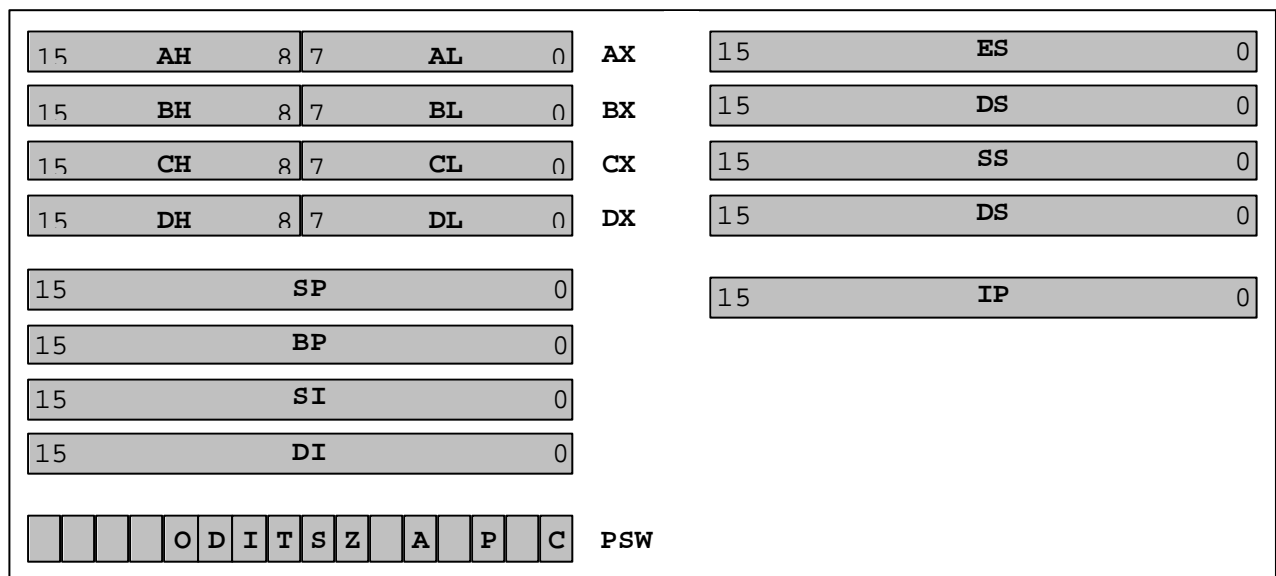 15 AH 8 7 AL 0 AX 15 ES 0
15 BH 8 7 BL 0 BX 15 DS 0
15 CH 8 7 CL 0 CX 15 SS 0
15 DH 8 7 DL 0 DX 15 DS 0
15 SP 0 15 IP 0
15 BP 0
15 SI 0
15 DI 0
O D I T S Z A P C PSW